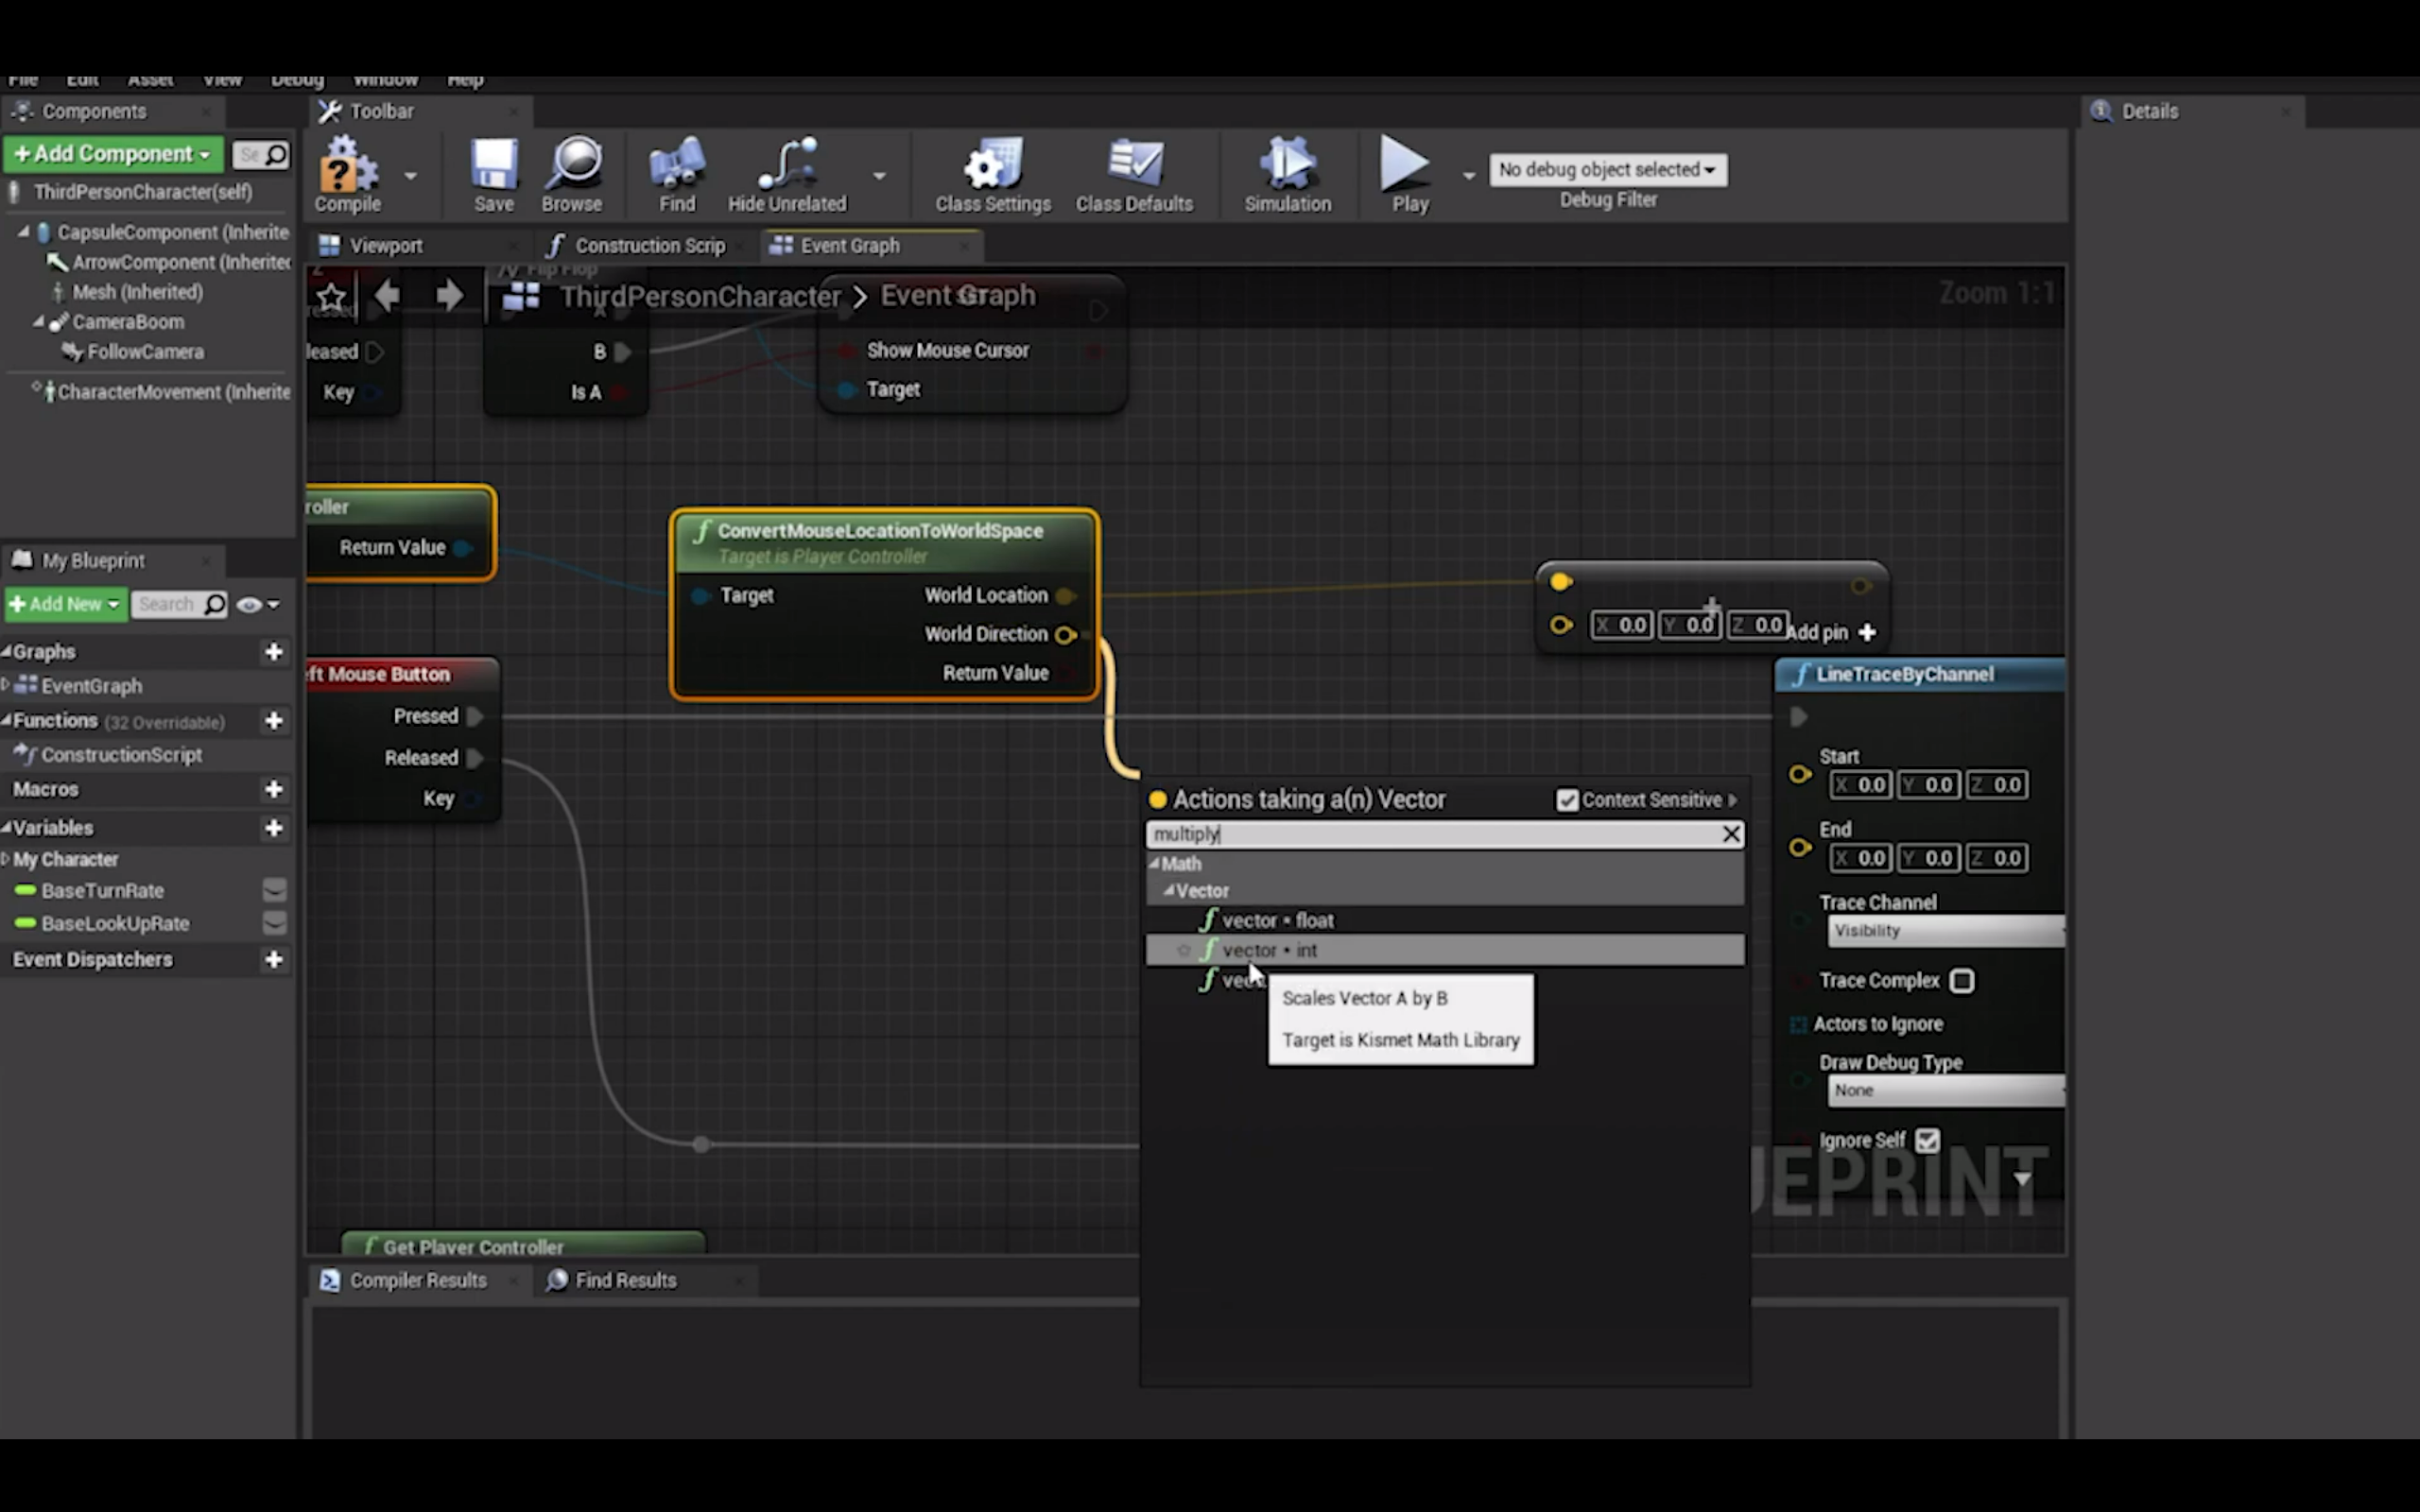 File Edit Asset View Debug Window Help
Components
Toolbar
Details
+Add Component
Se
Compile
Save
Browse
Find
Hide Unrelated
Class Settings
Class Defaults
Simulation
Play
No debug object selected
Debug Filter
ThirdPersonCharacter(self)
CapsuleComponent (Inherite
ArrowComponent (Inherited
Mesh (Inherited)
CameraBoom
FollowCamera
CharacterMovement (Inherite
Viewport
Construction Scrip
Event Graph
Flip Flop
ThirdPersonCharacter > Event Graph
Zoom 1:1
A
B
Is A
leased
Key
Show Mouse Cursor
Target
roller
Return Value
ConvertMouseLocationToWorldSpace
Target is Player Controller
Target
World Location
World Direction
Return Value
X 0.0 Y 0.0 Z 0.0
Add pin +
My Blueprint
+Add New
Search
Graphs
EventGraph
Functions (32 Overridable)
ConstructionScript
Macros
Variables
My Character
BaseTurnRate
BaseLookUpRate
Event Dispatchers
ft Mouse Button
Pressed
Released
Key
LineTraceByChannel
Start
X 0.0 Y 0.0 Z 0.0
End
X 0.0 Y 0.0 Z 0.0
Trace Channel
Visibility
Trace Complex
Actors to Ignore
Draw Debug Type
None
Ignore Self
UEPRINT
Actions taking a(n) Vector
Context Sensitive
multiply
Math
Vector
vector * float
vector * int
Scales Vector A by B
Target is Kismet Math Library
Get Player Controller
Compiler Results
Find Results